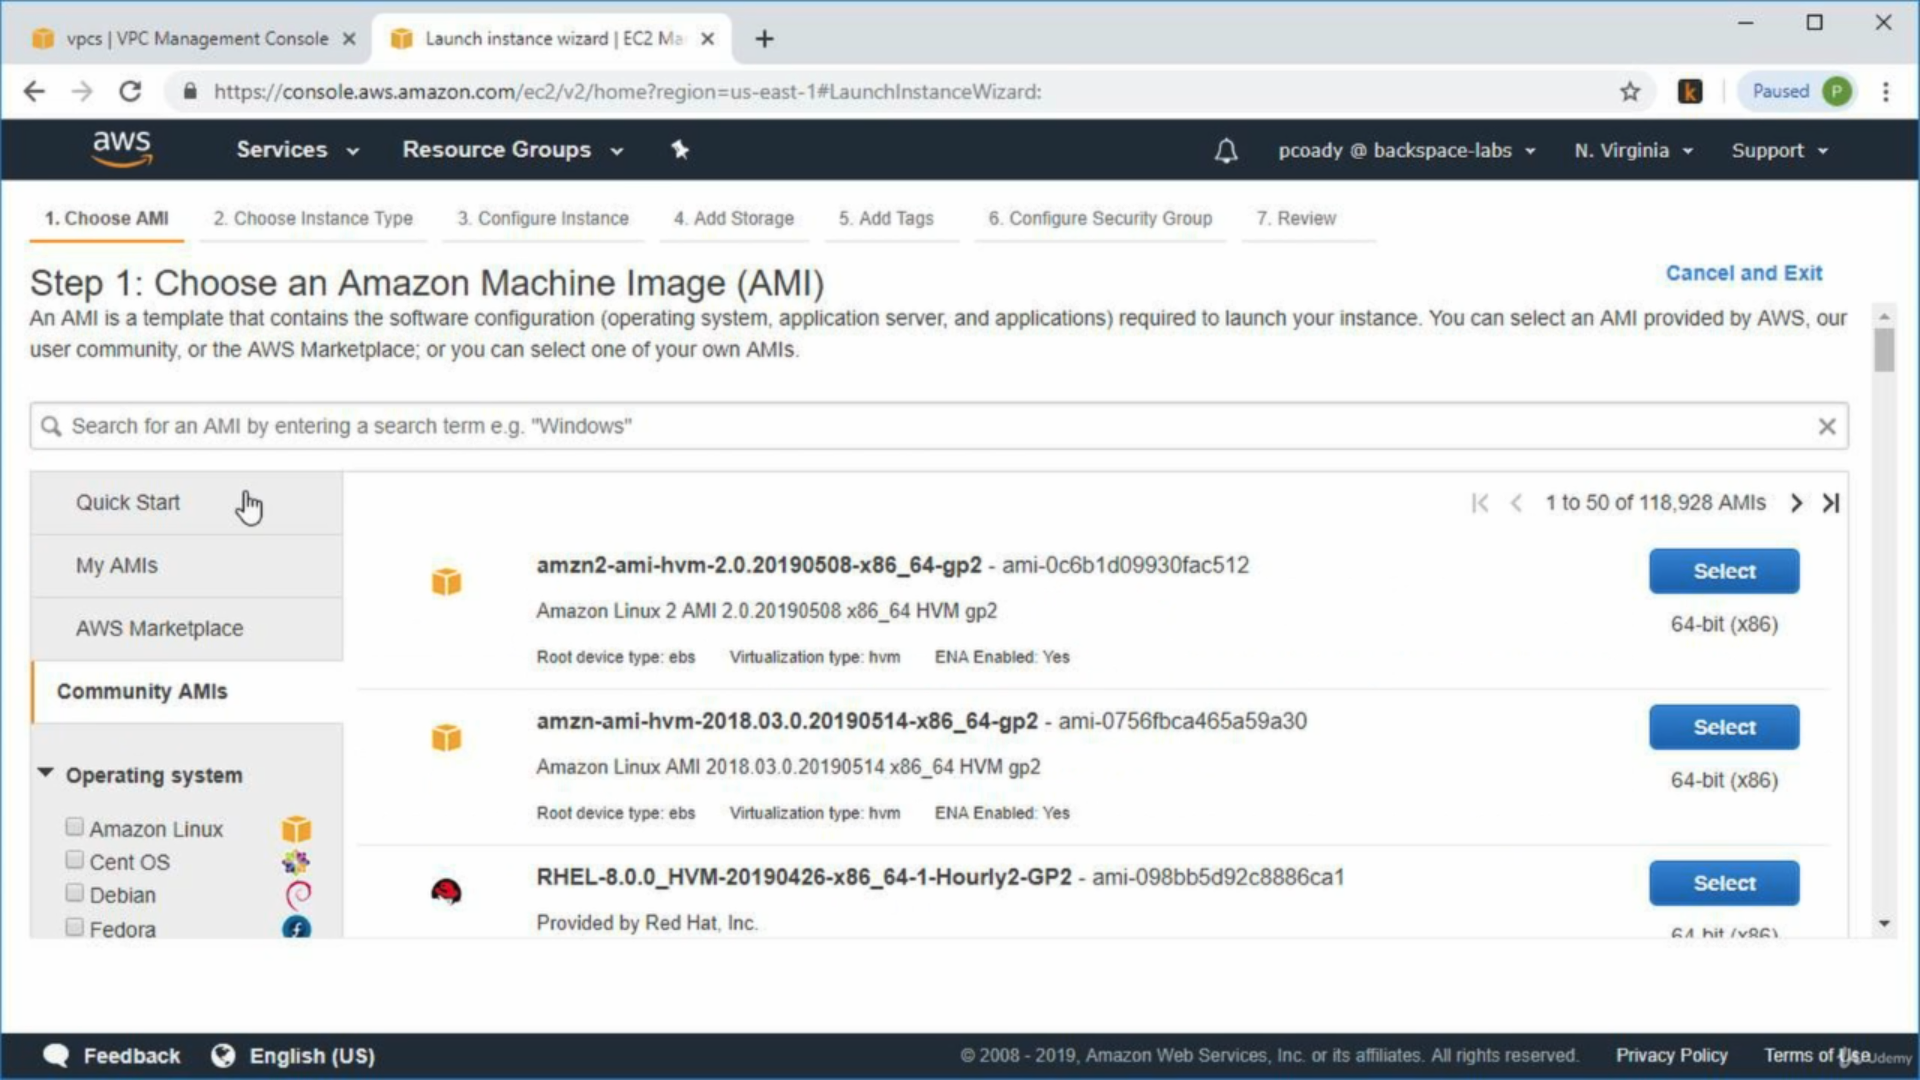 vpcs | VPC Management Console
Launch instance wizard | EC2 Ma
https://console.aws.amazon.com/ec2/v2/home?region=us-east-1#LaunchInstanceWizard:
k
Paused P
aws Services Resource Groups pcoady @ backspace-labs N. Virginia Support
1. Choose AMI 2. Choose Instance Type 3. Configure Instance 4. Add Storage 5. Add Tags 6. Configure Security Group 7. Review
Step 1: Choose an Amazon Machine Image (AMI)
Cancel and Exit
An AMI is a template that contains the software configuration (operating system, application server, and applications) required to launch your instance. You can select an AMI provided by AWS, our
user community, or the AWS Marketplace; or you can select one of your own AMIs.
Search for an AMI by entering a search term e.g. "Windows"
Quick Start
My AMIs
AWS Marketplace
Community AMIs
Operating system
Amazon Linux
Cent OS
Debian
Fedora
1 to 50 of 118,928 AMIs
amzn2-ami-hvm-2.0.20190508-x86_64-gp2 - ami-0c6b1d09930fac512
Amazon Linux 2 AMI 2.0.20190508 x86_64 HVM gp2
Root device type: ebs Virtualization type: hvm ENA Enabled: Yes
Select
64-bit (x86)
amzn-ami-hvm-2018.03.0.20190514-x86_64-gp2 - ami-0756fbca465a59a30
Amazon Linux AMI 2018.03.0.20190514 x86_64 HVM gp2
Root device type: ebs Virtualization type: hvm ENA Enabled: Yes
Select
64-bit (x86)
RHEL-8.0.0_HVM-20190426-x86_64-1-Hourly2-GP2 - ami-098bb5d92c8886ca1
Provided by Red Hat, Inc.
Select
64-bit (x86)
Feedback English (US)
© 2008 - 2019, Amazon Web Services, Inc. or its affiliates. All rights reserved. Privacy Policy Terms of Use
Udemy